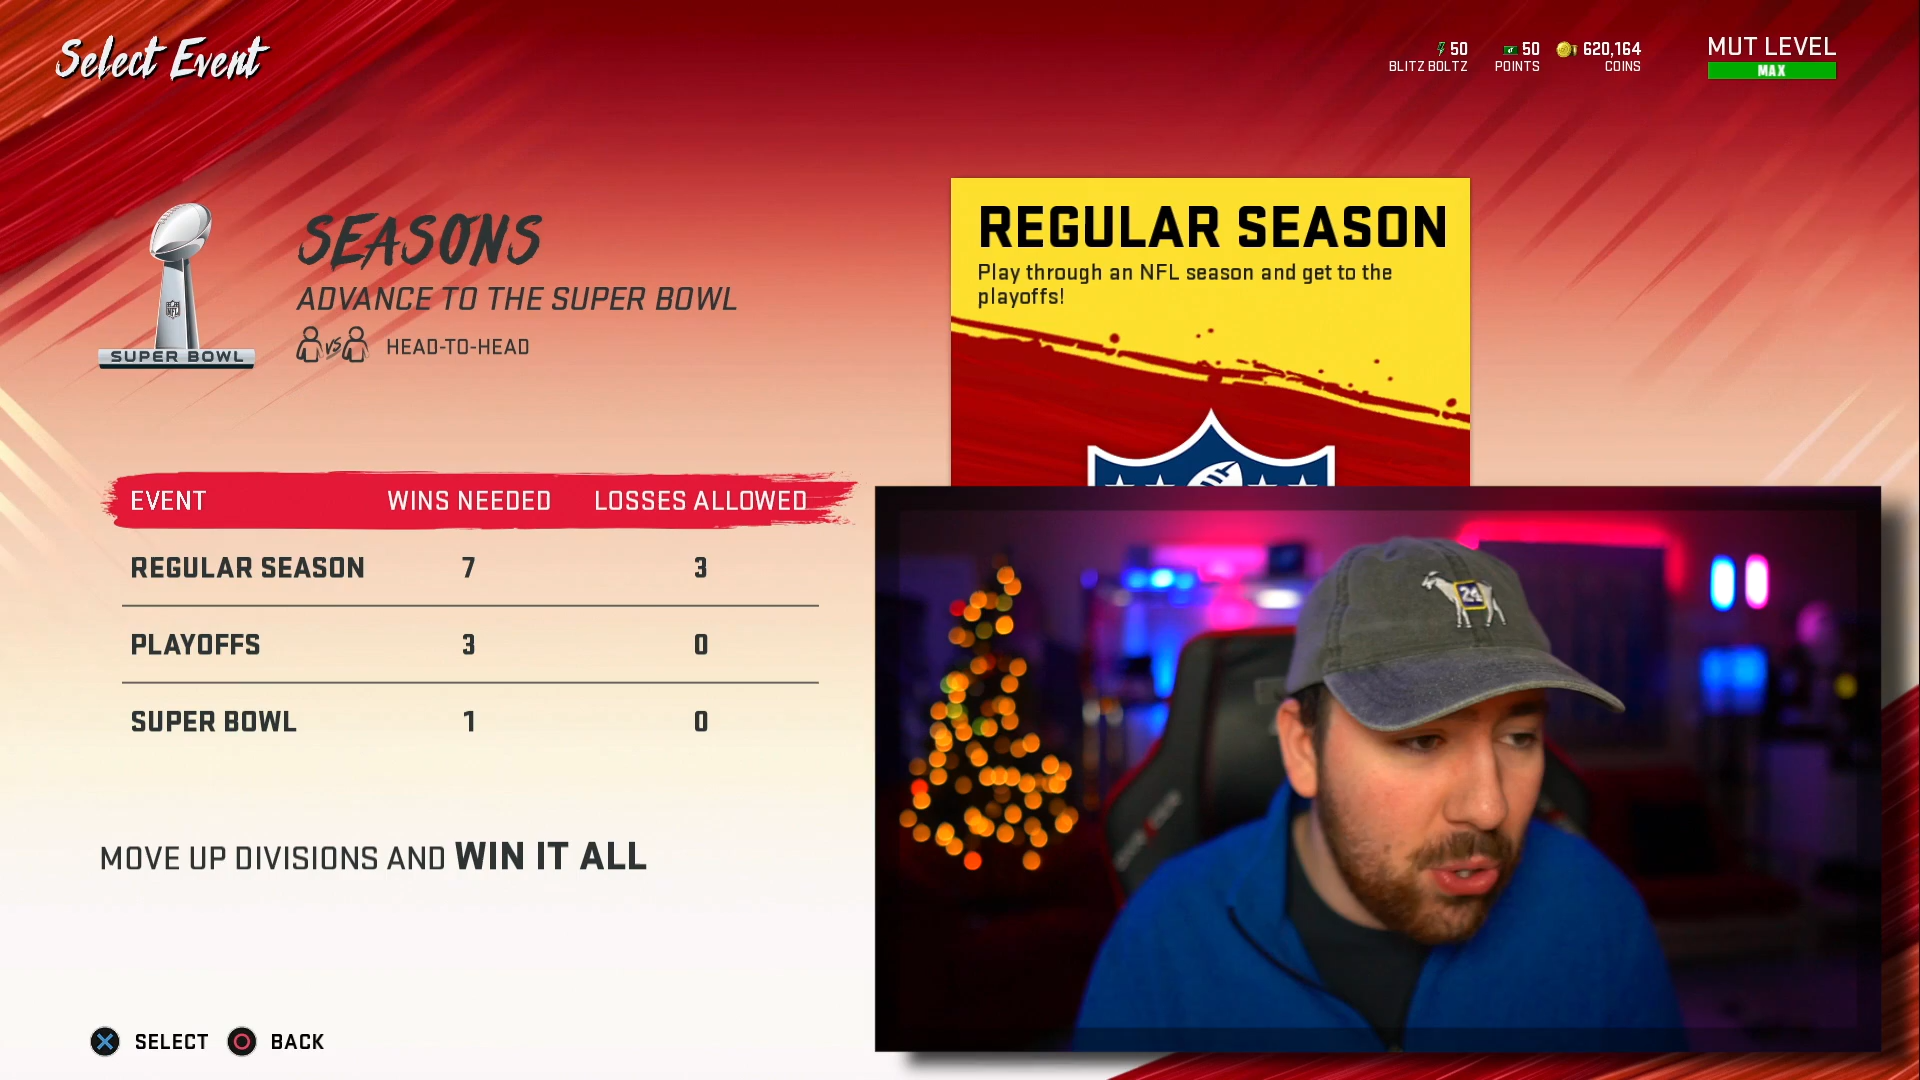 Select Event
50
BLITZ BOLTZ
50
POINTS
620,164
COINS
MUT LEVEL
MAX
SEASONS
ADVANCE TO THE SUPER BOWL
VS HEAD-TO-HEAD
NFL
SUPER BOWL
REGULAR SEASON
Play through an NFL season and get to the
playoffs!
EVENT WINS NEEDED LOSSES ALLOWED
REGULAR SEASON 7 3
PLAYOFFS 3 0
SUPER BOWL 1 0
24
MOVE UP DIVISIONS AND WIN IT ALL
SELECT BACK